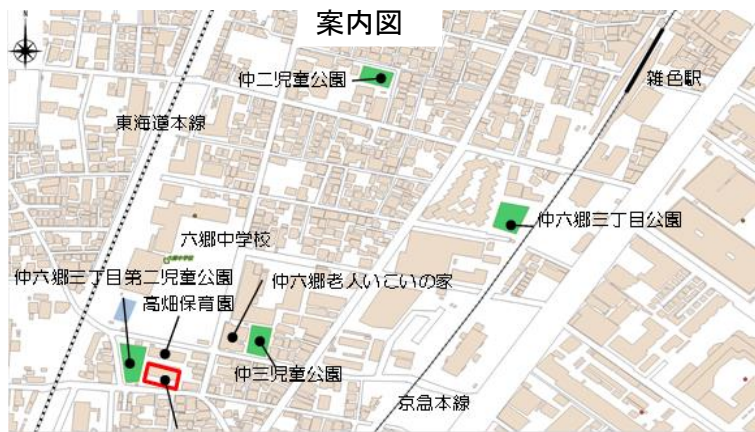 案内図
N
仲二児童公園
雑色駅
東海道本線
仲六郷三丁目公園
六郷中学校
仲六郷三丁目第二児童公園
仲六郷老人いこいの家
高畑保育園
仲三児童公園
京急本線